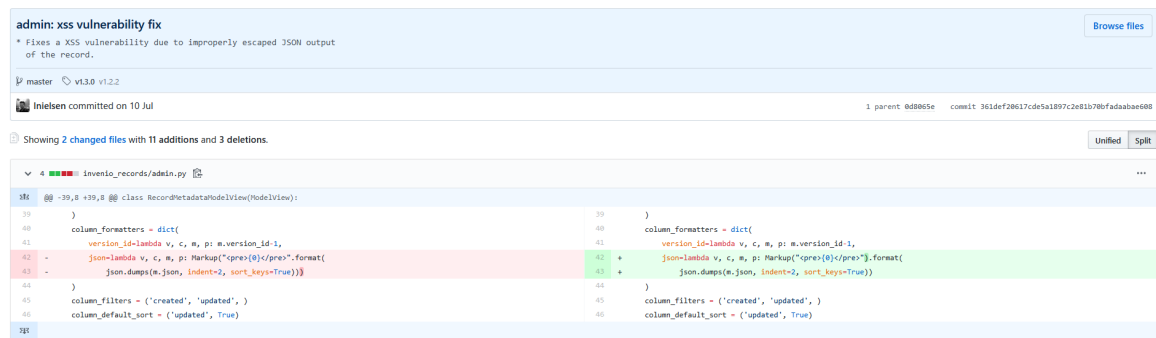 admin: xss vulnerability fix
Browse files
* Fixes a XSS vulnerability due to improperly escaped JSON output
of the record.
master v1.3.0 v1.2.2
lnielsen committed on 10 Jul
1 parent 0d8065e commit 361def20617cde5a1897c2e81b70bfadaabae608
Showing 2 changed files with 11 additions and 3 deletions.
Unified Split
4 invenio_records/admin.py
@@ -39,8 +39,8 @@ class RecordMetadataModelView(ModelView):
39 ) 39 )
40 column_formatters = dict( 40 column_formatters = dict(
41 version_id=lambda v, c, m, p: m.version_id-1, 41 version_id=lambda v, c, m, p: m.version_id-1,
42 - json=lambda v, c, m, p: Markup("<pre>{0}</pre>".format( 42 + json=lambda v, c, m, p: Markup("<pre>{0}</pre>").format(
43 - json.dumps(m.json, indent=2, sort_keys=True))) 43 + json.dumps(m.json, indent=2, sort_keys=True))
44 ) 44 )
45 column_filters = ('created', 'updated', ) 45 column_filters = ('created', 'updated', )
46 column_default_sort = ('updated', True) 46 column_default_sort = ('updated', True)